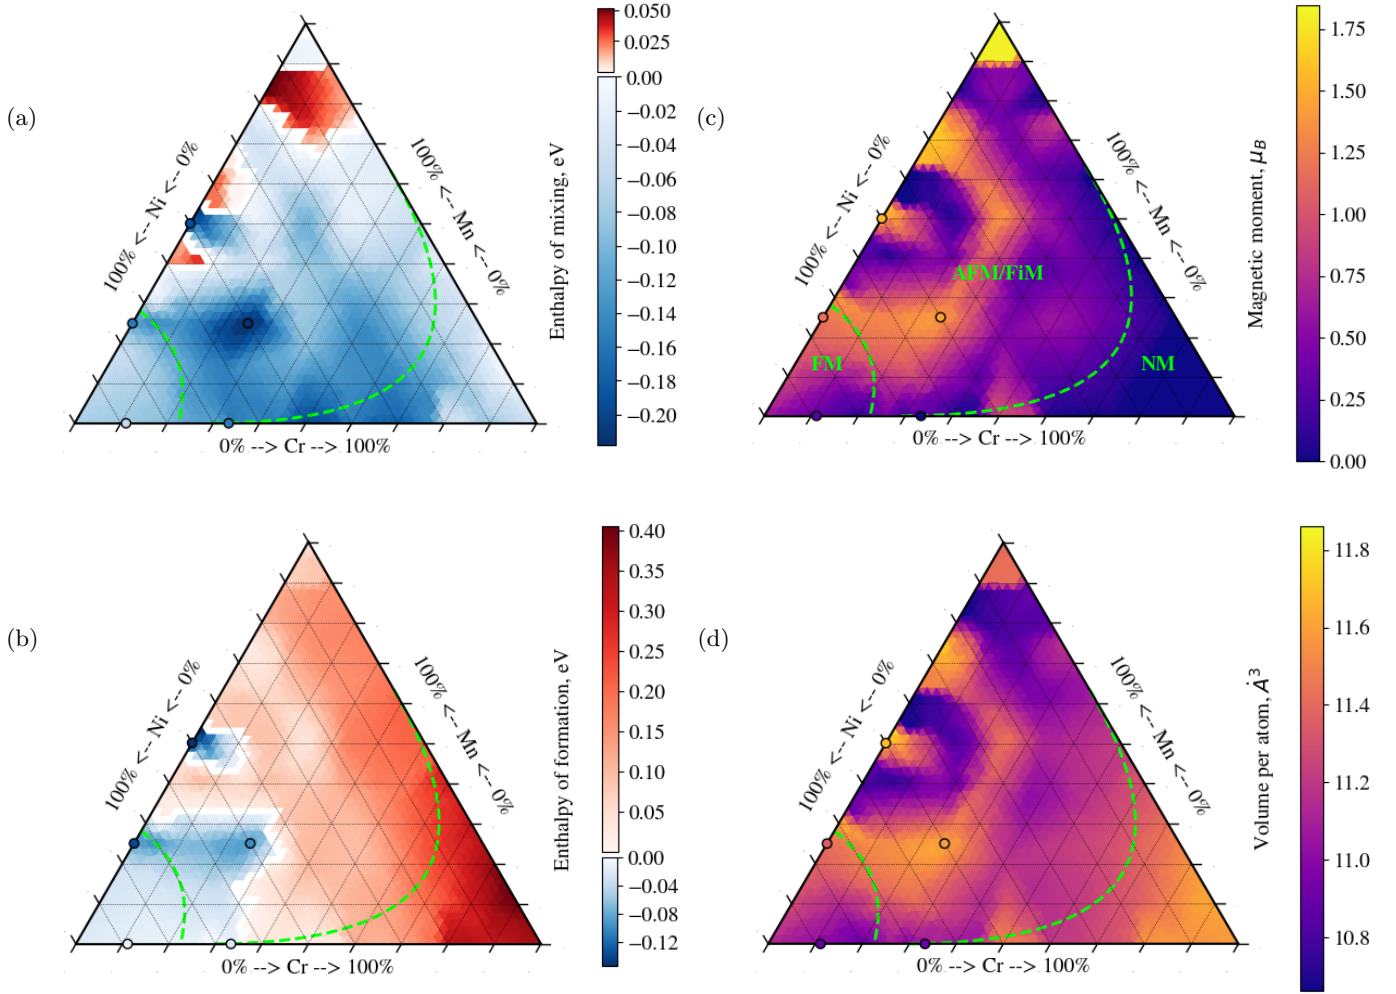 (a)
100% <-- Ni <-- 0%
100% <-- Mn <-- 0%
0% --> Cr --> 100%
0.050
0.025
0.00
−0.02
−0.04
−0.06
−0.08
−0.10
−0.12
−0.14
−0.16
−0.18
−0.20
Enthalpy of mixing, eV
(c)
100% <-- Ni <-- 0%
100% <-- Mn <-- 0%
AFM/FiM
FM
NM
0% --> Cr --> 100%
1.75
1.50
1.25
1.00
0.75
0.50
0.25
0.00
Magnetic moment, μB
(b)
100% <-- Ni <-- 0%
100% <-- Mn <-- 0%
0% --> Cr --> 100%
0.40
0.35
0.30
0.25
0.20
0.15
0.10
0.05
0.00
−0.04
−0.08
−0.12
Enthalpy of formation, eV
(d)
100% <-- Ni <-- 0%
100% <-- Mn <-- 0%
0% --> Cr --> 100%
11.8
11.6
11.4
11.2
11.0
10.8
Volume per atom, Ȧ³